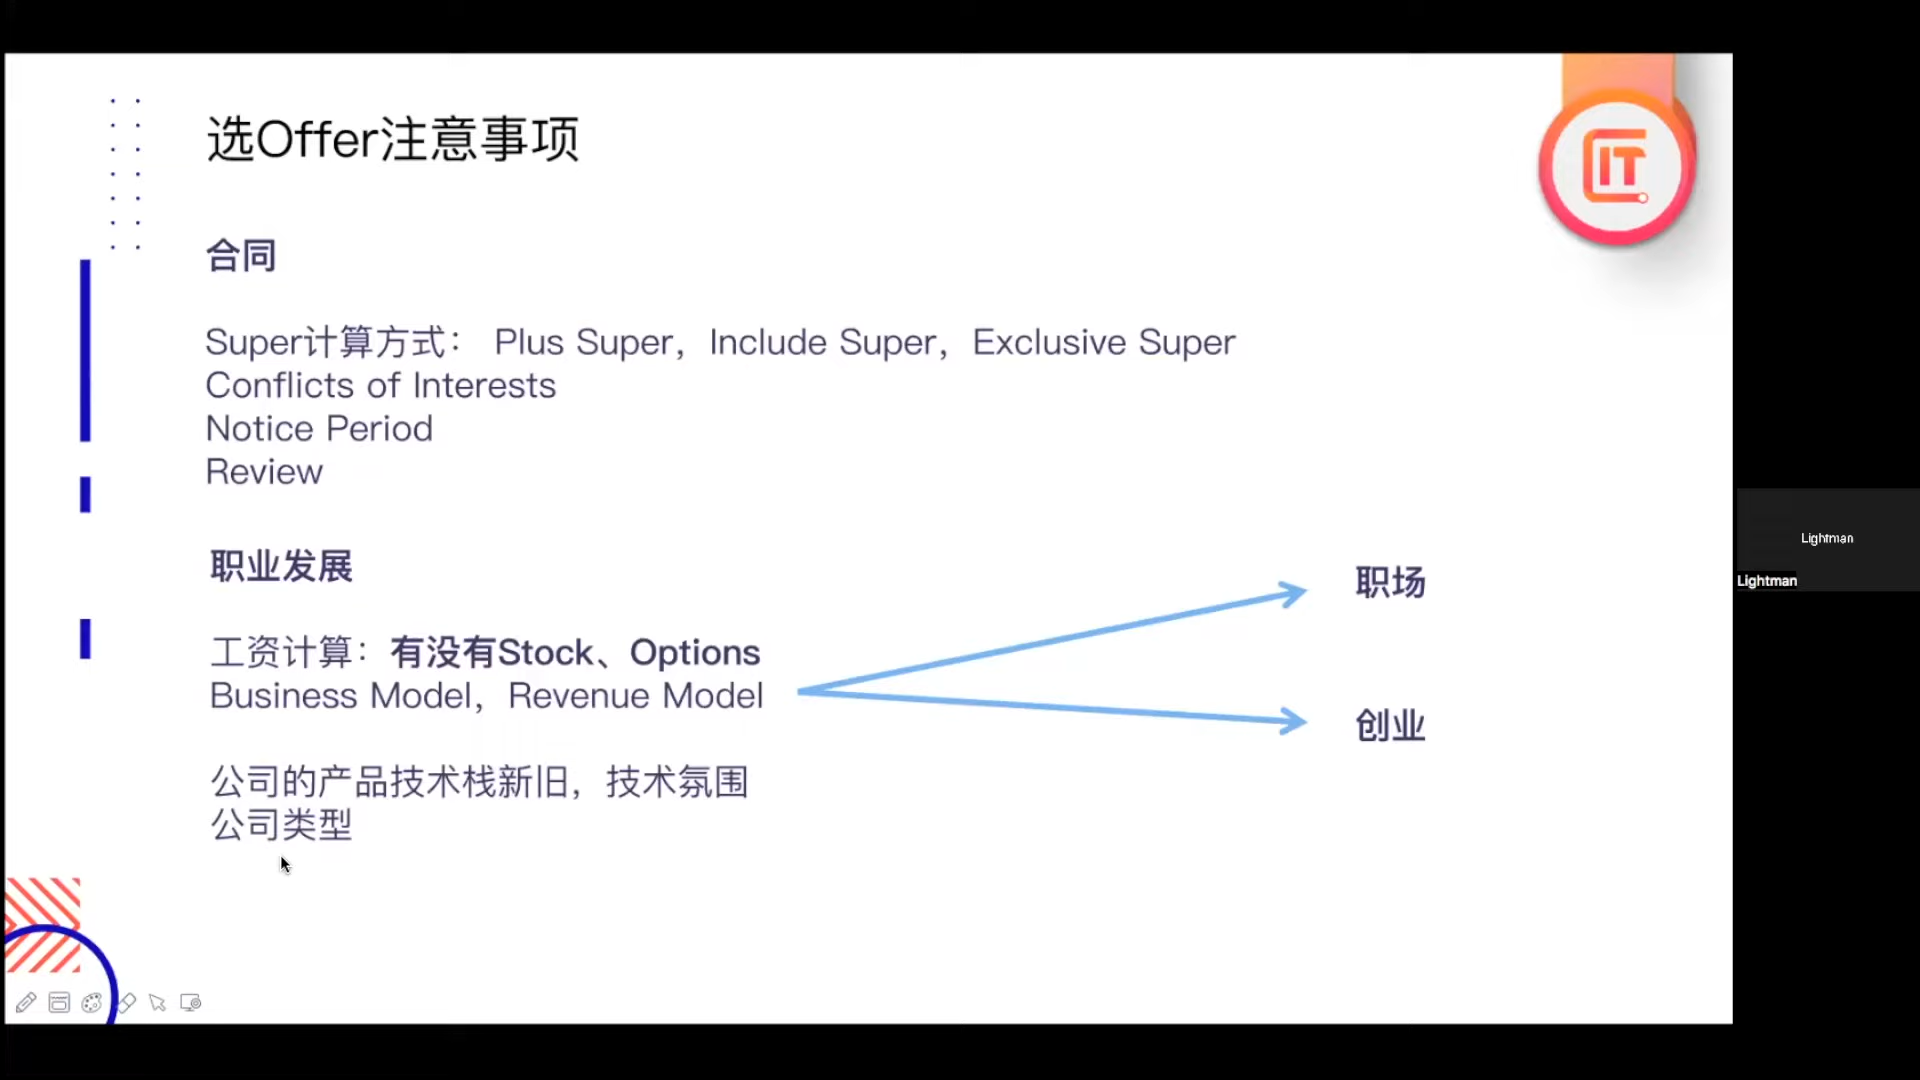 选Offer注意事项
IT
合同
Super计算方式： Plus Super，Include Super，Exclusive Super
Conflicts of Interests
Notice Period
Review
职业发展
工资计算：有没有Stock、Options
Business Model，Revenue Model
公司的产品技术栈新旧，技术氛围
公司类型
职场
创业
Lightman
Lightman